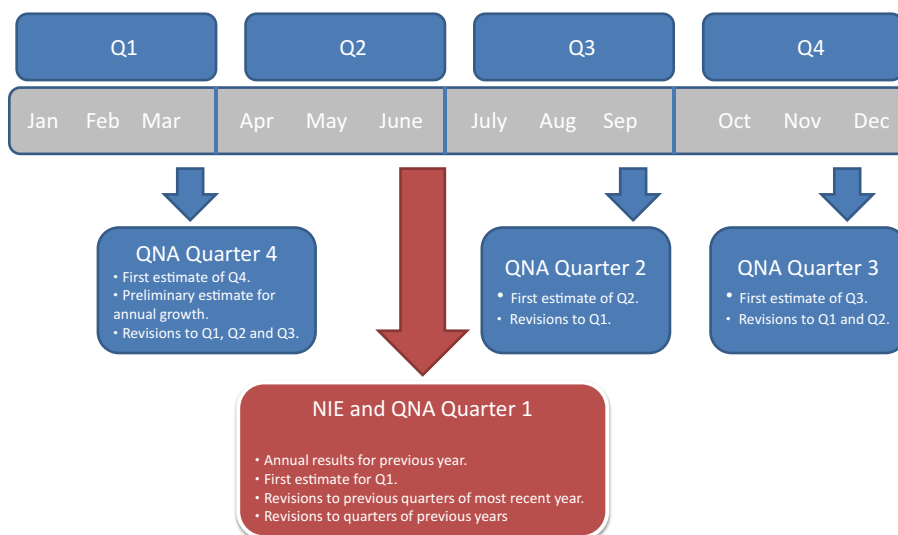 Q1 Q2 Q3 Q4
Jan Feb Mar Apr May June July Aug Sep Oct Nov Dec
QNA Quarter 4
• First estimate of Q4.
• Preliminary estimate for
annual growth.
• Revisions to Q1, Q2 and Q3.
QNA Quarter 2
• First estimate of Q2.
• Revisions to Q1.
QNA Quarter 3
• First estimate of Q3.
• Revisions to Q1 and Q2.
NIE and QNA Quarter 1
• Annual results for previous year.
• First estimate for Q1.
• Revisions to previous quarters of most recent year.
• Revisions to quarters of previous years